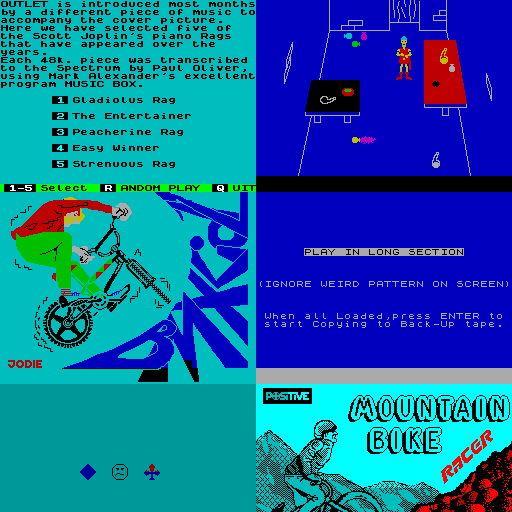 OUTLET is introduced most months
by a different piece of music to
accompany the cover picture.
Here we have selected five of
the Scott Joplin's piano Rags
that have appeared over the
years.
Each 48k. piece was transcribed
to the Spectrum by Paul Oliver,
using Mark Alexander's excellent
program MUSIC BOX.
1 Gladiolus Rag
2 The Entertainer
3 Peacherine Rag
4 Easy Winner
5 Strenuous Rag
1-5 Select R ANDOM PLAY Q UIT
JODIE
PLAY IN LONG SECTION
(IGNORE WEIRD PATTERN ON SCREEN)
When all Loaded,press ENTER to
start Copying to Back-Up tape.
POSITIVE
MOUNTAIN
BIKE
RACER